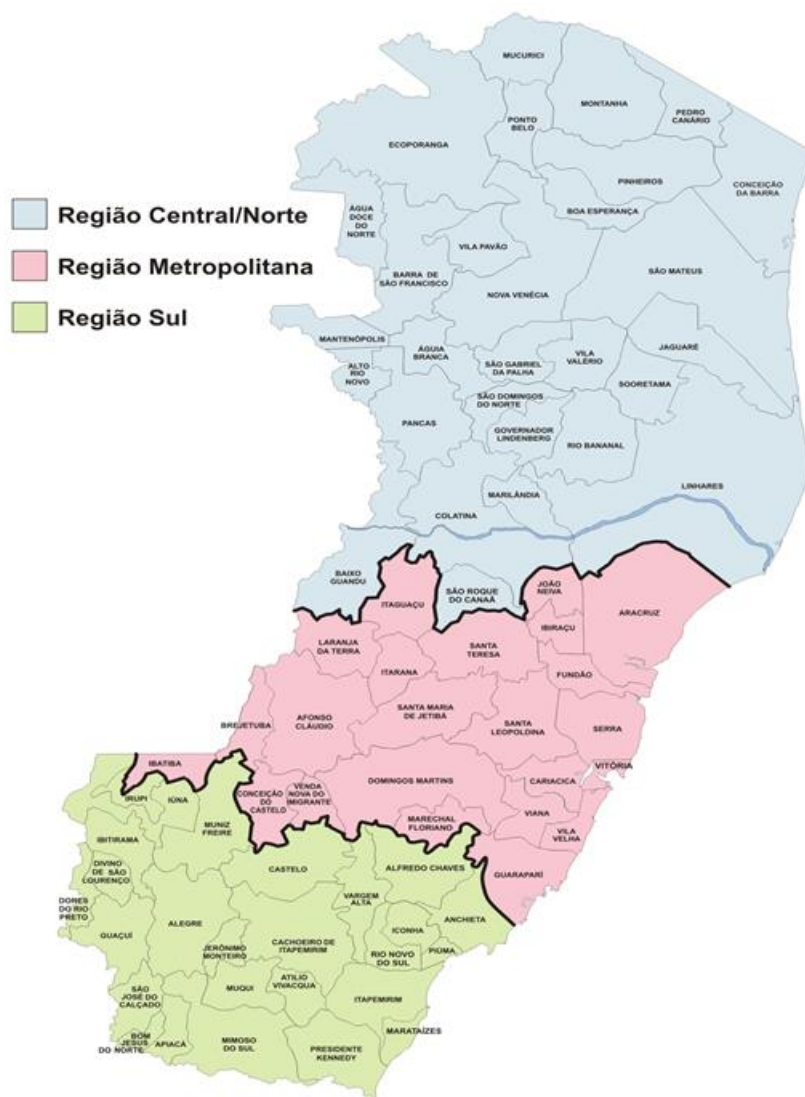 MUCURICI
MONTANHA
PEDRO
CANÁRIO
PONTO
BELO
ECOPORANGA
PINHEIROS
CONCEIÇÃO
DA BARRA
Região Central/Norte
Região Metropolitana
Região Sul
ÁGUA
DOCE
DO
NORTE
BOA ESPERANÇA
VILA PAVÃO
BARRA DE
SÃO FRANCISCO
SÃO MATEUS
NOVA VENÉCIA
MANTENÓPOLIS
ÁGUIA
BRANCA
ALTO
RIO
NOVO
SÃO GABRIEL
DA PALHA
VILA
VALÉRIO
JAGUARÉ
SOORETAMA
SÃO DOMINGOS
DO NORTE
PANCAS
GOVERNADOR
LINDENBERG
RIO BANANAL
LINHARES
MARILÂNDIA
COLATINA
BAIXO
GUANDU
SÃO ROQUE
DO CANAÃ
JOÃO
NEIVA
ITAGUAÇU
ARACRUZ
IBIRAÇU
LARANJA
DA TERRA
SANTA
TERESA
ITARANA
FUNDÃO
SANTA MARIA
DE JETIBÁ
AFONSO
CLÁUDIO
BREJETUBA
SANTA
LEOPOLDINA
SERRA
IBATIBA
VITÓRIA
DOMINGOS MARTINS
CARIACICA
CONCEIÇÃO
DO
CASTELO
VENDA
NOVA DO
IMIGRANTE
VIANA
MARECHAL
FLORIANO
VILA
VELHA
IRUPI
IÚNA
MUNIZ
FREIRE
IBITIRAMA
DIVINO
DE SÃO
LOURENÇO
CASTELO
ALFREDO CHAVES
GUARAPARÍ
DORES
DO RIO
PRETO
VARGEM
ALTA
ANCHIETA
GUAÇUÍ
ALEGRE
ICONHA
CACHOEIRO DE
ITAPEMIRIM
JERÔNIMO
MONTEIRO
RIO NOVO
DO SUL
PIÚMA
SÃO
JOSÉ DO
CALÇADO
MUQUI
ATILIO
VIVACQUA
ITAPEMIRIM
MARATAÍZES
BOM
JESUS
DO NORTE
APIACÁ
MIMOSO
DO SUL
PRESIDENTE
KENNEDY